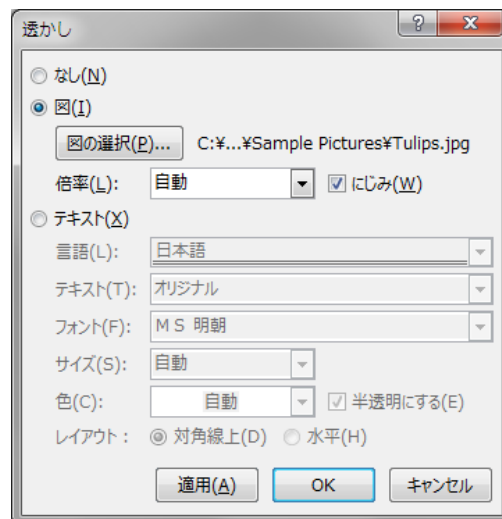 透かし
なし(N)
図(I)
図の選択(P)... C:¥...¥Sample Pictures¥Tulips.jpg
倍率(L): 自動 にじみ(W)
テキスト(X)
言語(L): 日本語
テキスト(T): オリジナル
フォント(F): ＭＳ 明朝
サイズ(S): 自動
色(C): 自動 半透明にする(E)
レイアウト： 対角線上(D) 水平(H)
適用(A) OK キャンセル